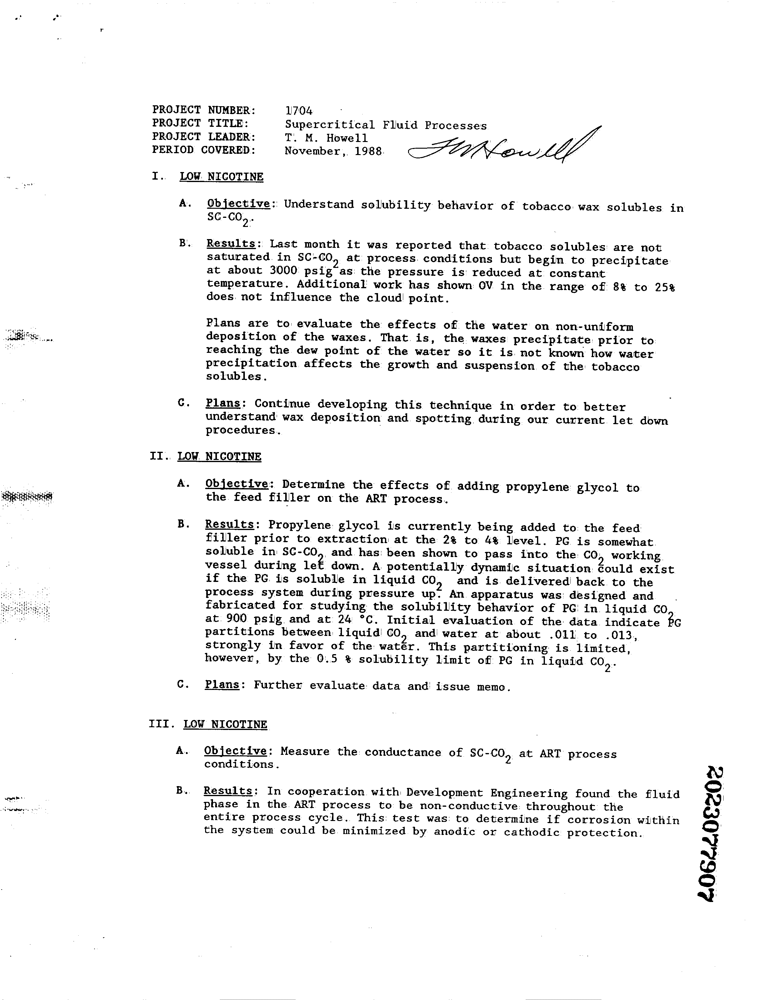 PROJECT NUMBER: 1704
PROJECT TITLE: Supercritical Fluid Processes
PROJECT LEADER: T. M. Howell
PERIOD COVERED: November, 1988
TMHowell
I. LOW NICOTINE
A. Objective: Understand solubility behavior of tobacco wax solubles in
SC-CO2.
B. Results: Last month it was reported that tobacco solubles are not
saturated in SC-CO2 at process conditions but begin to precipitate
at about 3000 psig as the pressure is reduced at constant
temperature. Additional work has shown OV in the range of 8% to 25%
does not influence the cloud point.
Plans are to evaluate the effects of the water on non-uniform
deposition of the waxes. That is, the waxes precipitate prior to
reaching the dew point of the water so it is not known how water
precipitation affects the growth and suspension of the tobacco
solubles.
C. Plans: Continue developing this technique in order to better
understand wax deposition and spotting during our current let down
procedures.
II. LOW NICOTINE
A. Objective: Determine the effects of adding propylene glycol to
the feed filler on the ART process.
B. Results: Propylene glycol is currently being added to the feed
filler prior to extraction at the 2% to 4% level. PG is somewhat
soluble in SC-CO2 and has been shown to pass into the CO2 working
vessel during let down. A potentially dynamic situation could exist
if the PG is soluble in liquid CO2 and is delivered back to the
process system during pressure up. An apparatus was designed and
fabricated for studying the solubility behavior of PG in liquid CO2
at 900 psig and at 24 °C. Initial evaluation of the data indicate PG
partitions between liquid CO2 and water at about .011 to .013,
strongly in favor of the water. This partitioning is limited,
however, by the 0.5 % solubility limit of PG in liquid CO2.
C. Plans: Further evaluate data and issue memo.
III. LOW NICOTINE
A. Objective: Measure the conductance of SC-CO2 at ART process
conditions.
B. Results: In cooperation with Development Engineering found the fluid
phase in the ART process to be non-conductive throughout the
entire process cycle. This test was to determine if corrosion within
the system could be minimized by anodic or cathodic protection.
2023077907